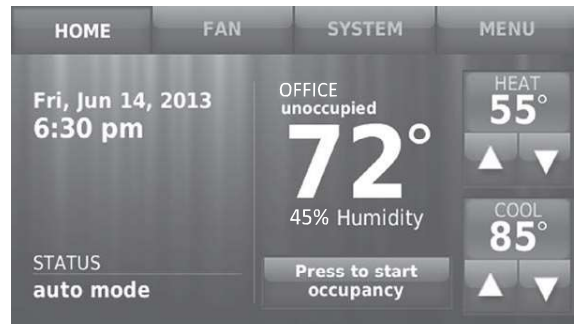 HOME FAN SYSTEM MENU
Fri, Jun 14, 2013
6:30 pm
STATUS
auto mode
OFFICE
unoccupied
72°
45% Humidity
Press to start
occupancy
HEAT
55°
COOL
85°